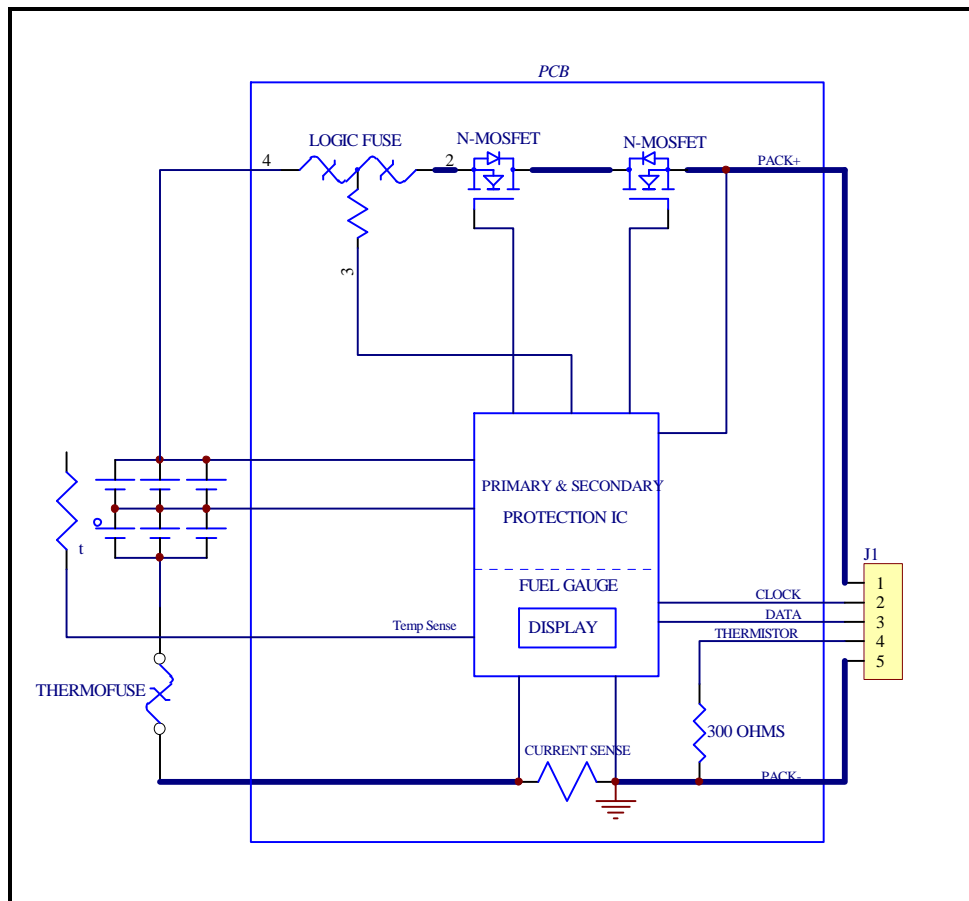 PCB
LOGIC FUSE
N-MOSFET
N-MOSFET
4
2
PACK+
3
PRIMARY & SECONDARY
PROTECTION IC
t
J1
FUEL GAUGE
1
CLOCK
2
DATA
3
Temp Sense
DISPLAY
THERMISTOR
4
5
THERMOFUSE
300 OHMS
CURRENT SENSE
PACK-